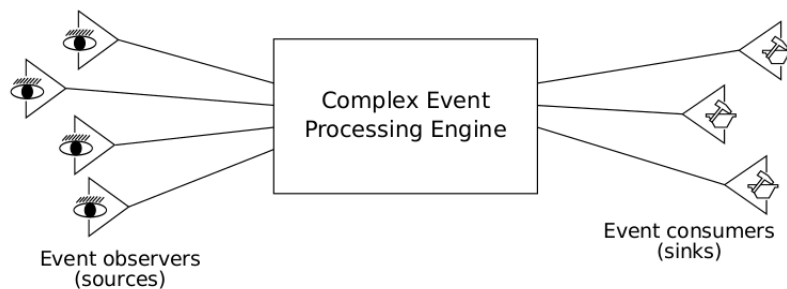 Complex Event
Processing Engine
Event observers
(sources)
Event consumers
(sinks)